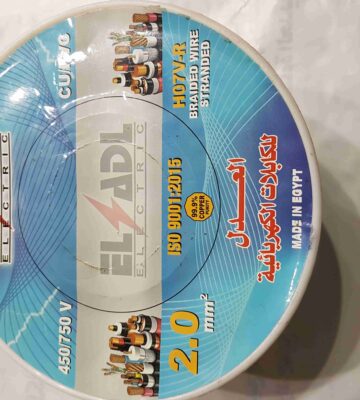 ELECTRIC
450/750 V
CU/PVC
EL ADL
ELECTRIC
ISO 9001:2015
99.9%
COPPER
PURITY
2.0 mm²
H07V-R
BRAIDED WIRE
STRANDED
العدل
للكابلات الكهربائية
MADE IN EGYPT